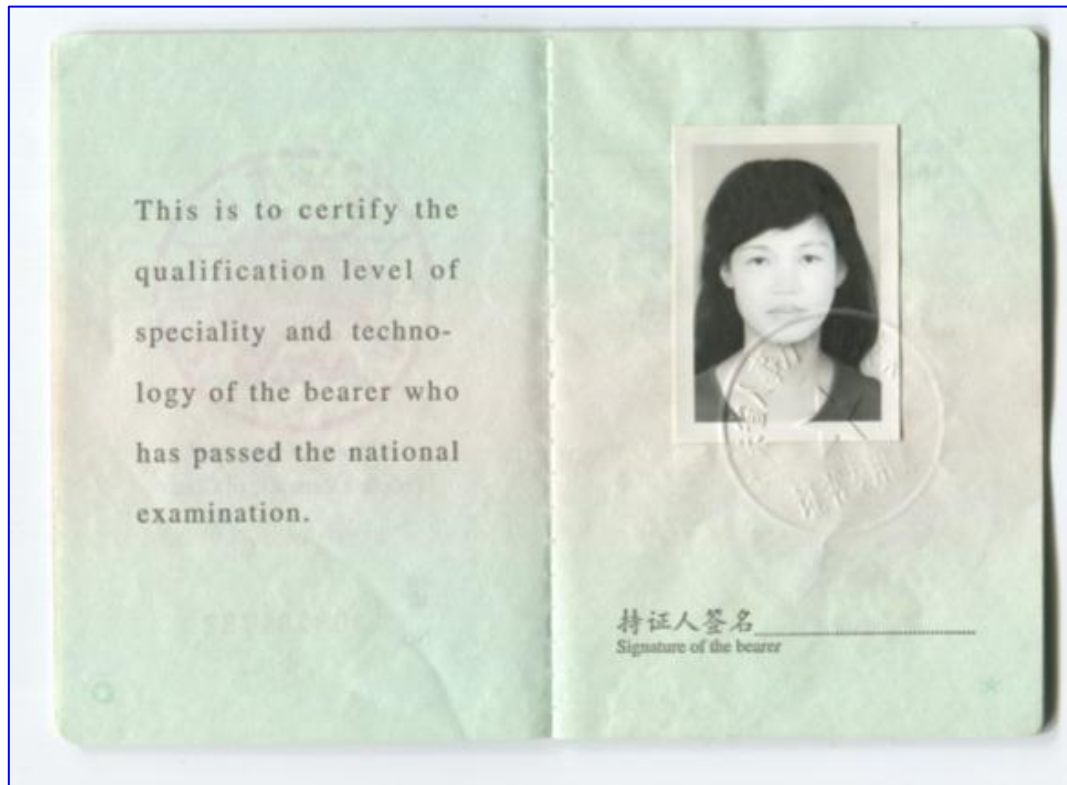 This is to certify the
qualification level of
speciality and techno-
logy of the bearer who
has passed the national
examination.
持证人签名
Signature of the bearer